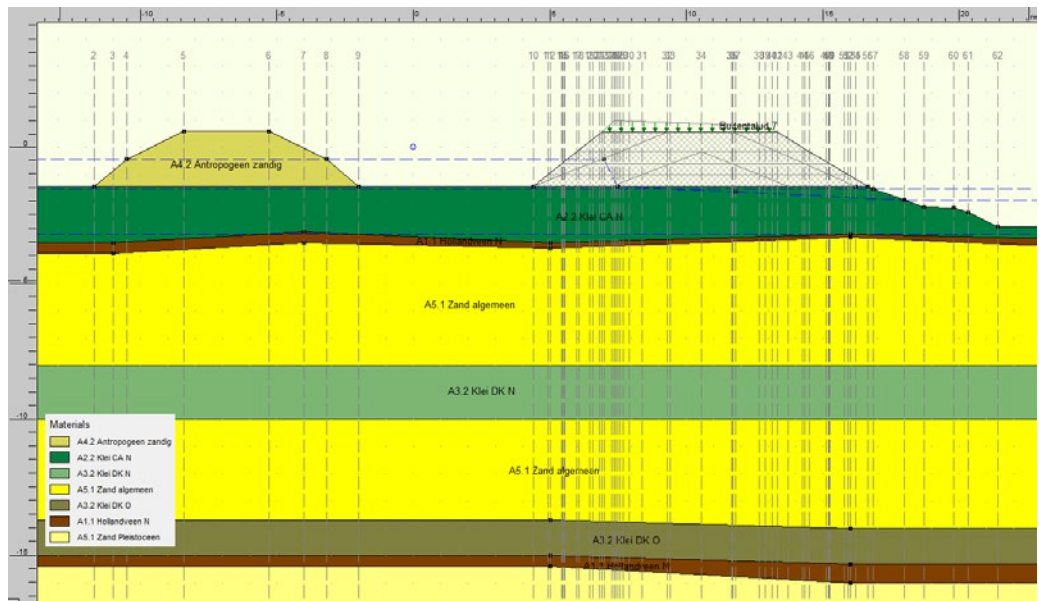 -10 -5 0 5 10 15 20
2 3 4 5 6 7 8 9 10 31 34 58 59 60 61 62
Buitentalud 7
0
A4.2 Antropogeen zandig
A2.2 Klei CA N
A1.1 Hollandveen N
-5
A5.1 Zand algemeen
A3.2 Klei DK N
-10
Materials
A4.2 Antropogeen zandig
A2.2 Klei CA N
A3.2 Klei DK N
A5.1 Zand algemeen
A3.2 Klei DK O
A1.1 Hollandveen N
A5.1 Zand Pleistoceen
A5.1 Zand algemeen
A3.2 Klei DK O
-15
A1.1 Hollandveen N